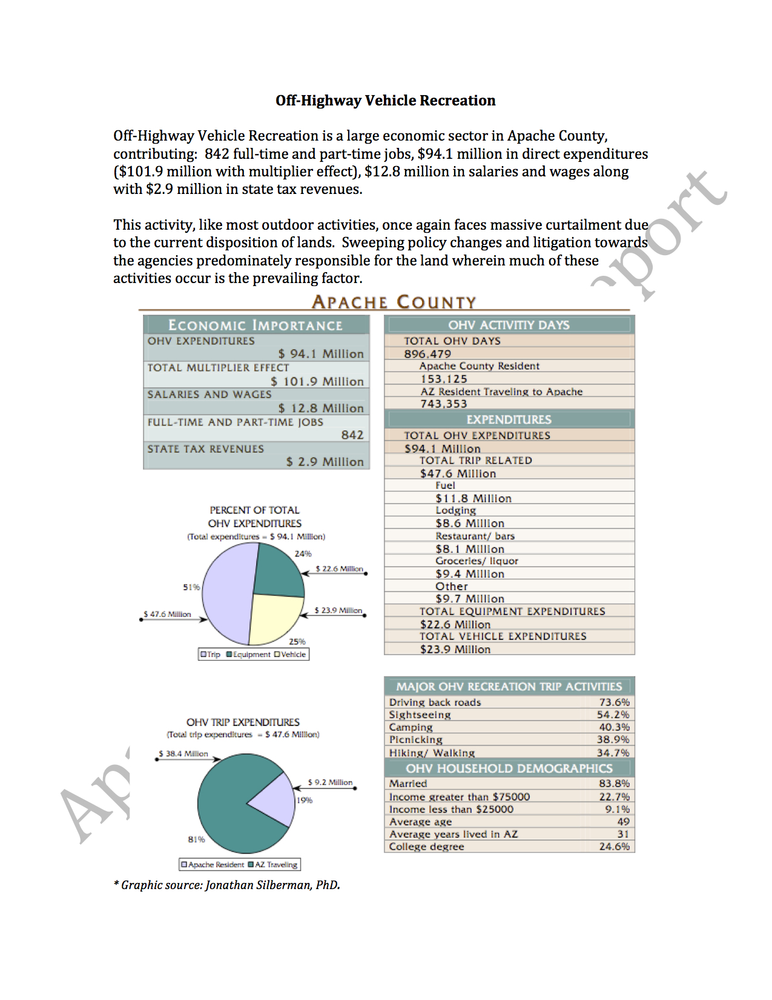 Off-Highway Vehicle Recreation
Off-Highway Vehicle Recreation is a large economic sector in Apache County,
contributing:  842 full-time and part-time jobs, $94.1 million in direct expenditures
($101.9 million with multiplier effect), $12.8 million in salaries and wages along
with $2.9 million in state tax revenues.
This activity, like most outdoor activities, once again faces massive curtailment due
to the current disposition of lands.  Sweeping policy changes and litigation towards
the agencies predominately responsible for the land wherein much of these
activities occur is the prevailing factor.
APACHE COUNTY
ECONOMIC IMPORTANCE
OHV EXPENDITURES
$ 94.1 Million
TOTAL MULTIPLIER EFFECT
$ 101.9 Million
SALARIES AND WAGES
$ 12.8 Million
FULL-TIME AND PART-TIME JOBS
842
STATE TAX REVENUES
$ 2.9 Million
PERCENT OF TOTAL
OHV EXPENDITURES
(Total expenditures = $ 94.1 Million)
24%
$ 22.6 Million
51%
$ 23.9 Million
$ 47.6 Million
25%
Trip Equipment Vehicle
OHV TRIP EXPENDITURES
(Total trip expenditures = $ 47.6 Million)
$ 38.4 Million
$ 9.2 Million
19%
81%
Apache Resident AZ Traveling
OHV ACTIVITIY DAYS
TOTAL OHV DAYS
896,479
Apache County Resident
153,125
AZ Resident Traveling to Apache
743,353
EXPENDITURES
TOTAL OHV EXPENDITURES
$94.1 Million
TOTAL TRIP RELATED
$47.6 Million
Fuel
$11.8 Million
Lodging
$8.6 Million
Restaurant/ bars
$8.1 Million
Groceries/ liquor
$9.4 Million
Other
$9.7 Million
TOTAL EQUIPMENT EXPENDITURES
$22.6 Million
TOTAL VEHICLE EXPENDITURES
$23.9 Million
MAJOR OHV RECREATION TRIP ACTIVITIES
Driving back roads 73.6%
Sightseeing 54.2%
Camping 40.3%
Picnicking 38.9%
Hiking/ Walking 34.7%
OHV HOUSEHOLD DEMOGRAPHICS
Married 83.8%
Income greater than $75000 22.7%
Income less than $25000 9.1%
Average age 49
Average years lived in AZ 31
College degree 24.6%
* Graphic source: Jonathan Silberman, PhD.